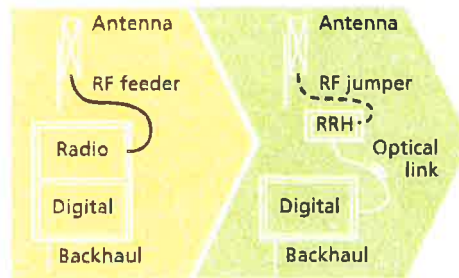 Antenna
RF feeder
Radio
Digital
Backhaul
Antenna
RF jumper
RRH
Optical
link
Digital
Backhaul